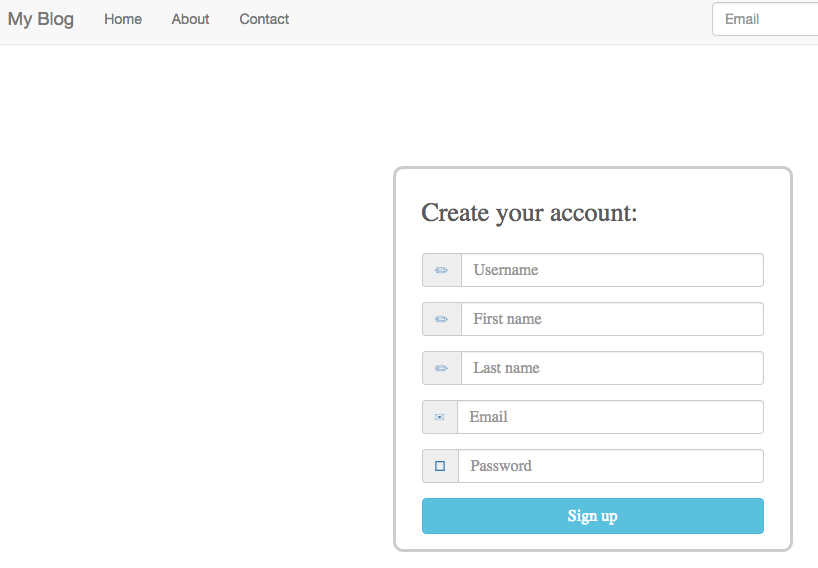 My Blog Home About Contact Email
Create your account:
Username
First name
Last name
Email
Password
Sign up